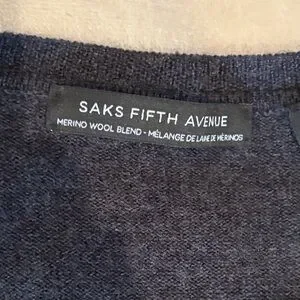 SAKS FIFTH AVENUE
MERINO WOOL BLEND - MÉLANGE DE LAINE DE MÉRINOS